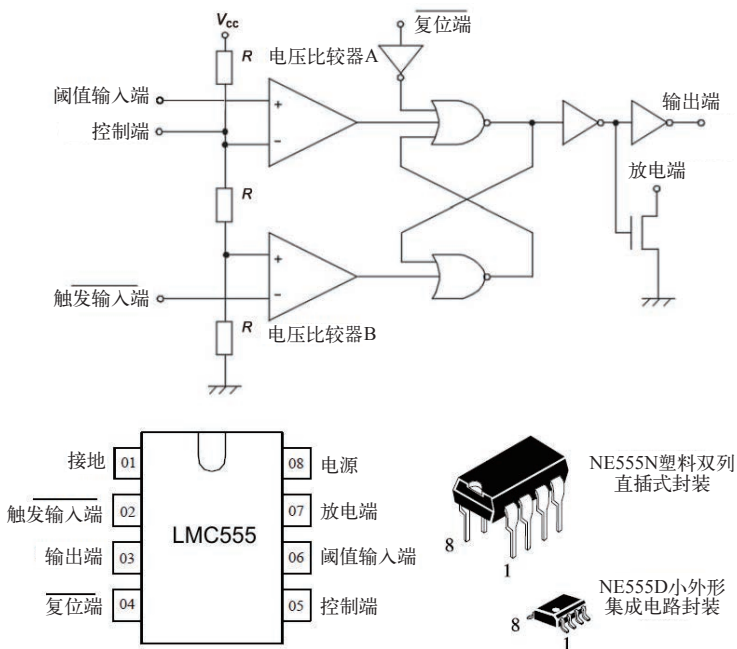 复位端
Vcc
R
电压比较器A
阈值输入端
控制端
输出端
放电端
R
触发输入端
R
电压比较器B
+
-
+
-
接地
01
08
电源
触发输入端
02
07
放电端
LMC555
输出端
03
06
阈值输入端
复位端
04
05
控制端
NE555N塑料双列
直插式封装
8
1
NE555D小外形
集成电路封装
8
1